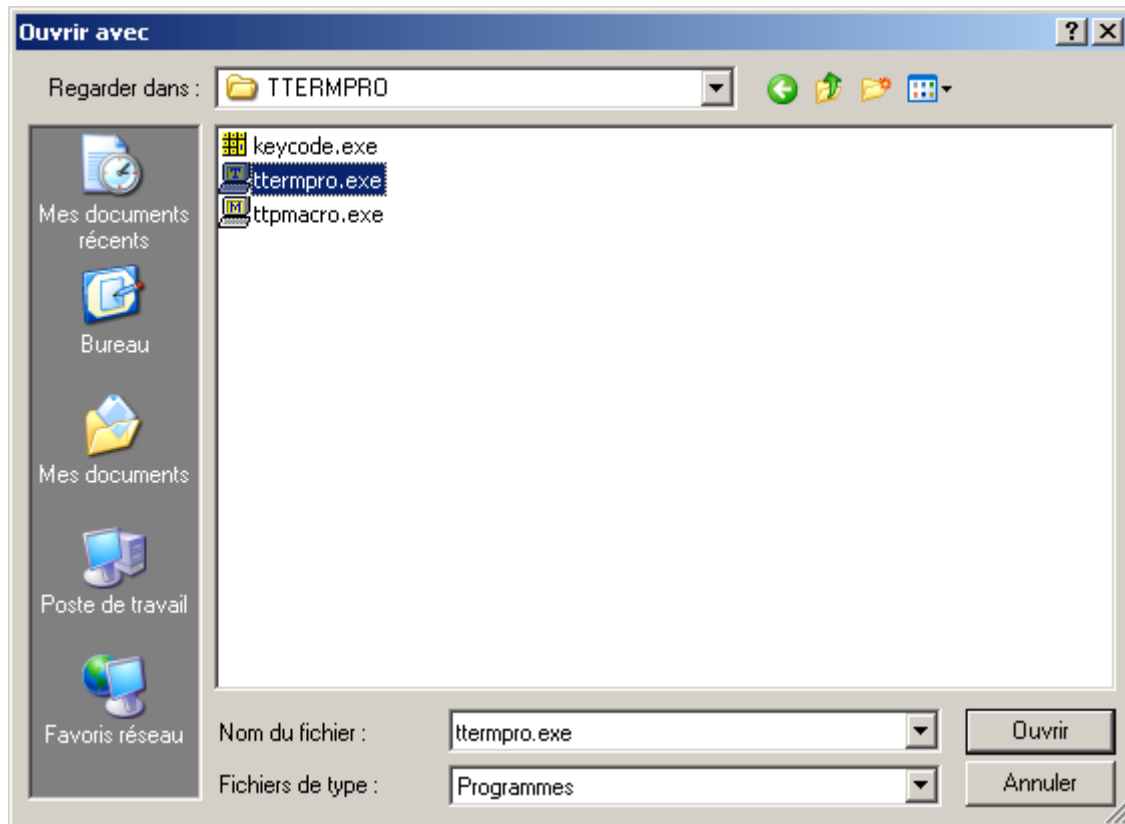 Ouvrir avec
Regarder dans :
TTERMPRO
keycode.exe
ttermpro.exe
ttpmacro.exe
Mes documents
récents
Bureau
Mes documents
Poste de travail
Favoris réseau
Nom du fichier :
ttermpro.exe
Ouvrir
Fichiers de type :
Programmes
Annuler